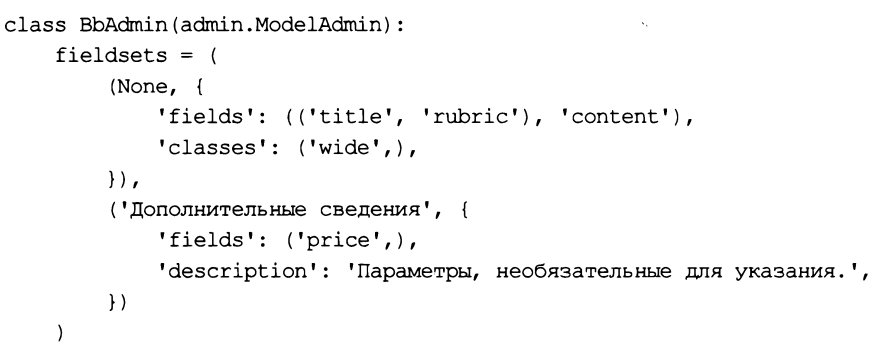 class BbAdmin(admin.ModelAdmin):
    fieldsets = (
        (None, {
            'fields': (('title', 'rubric'), 'content'),
            'classes': ('wide',),
        }),
        ('Дополнительные сведения', {
            'fields': ('price',),
            'description': 'Параметры, необязательные для указания.',
        })
    )